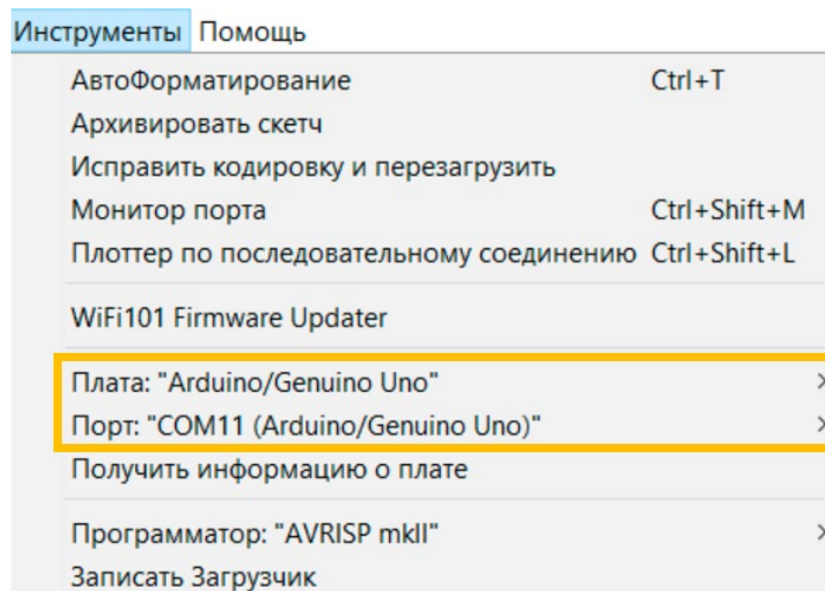 Инструменты Помощь
АвтоФорматирование Ctrl+T
Архивировать скетч
Исправить кодировку и перезагрузить
Монитор порта Ctrl+Shift+M
Плоттер по последовательному соединению Ctrl+Shift+L
WiFi101 Firmware Updater
Плата: "Arduino/Genuino Uno"
Порт: "COM11 (Arduino/Genuino Uno)"
Получить информацию о плате
Программатор: "AVRISP mkII"
Записать Загрузчик